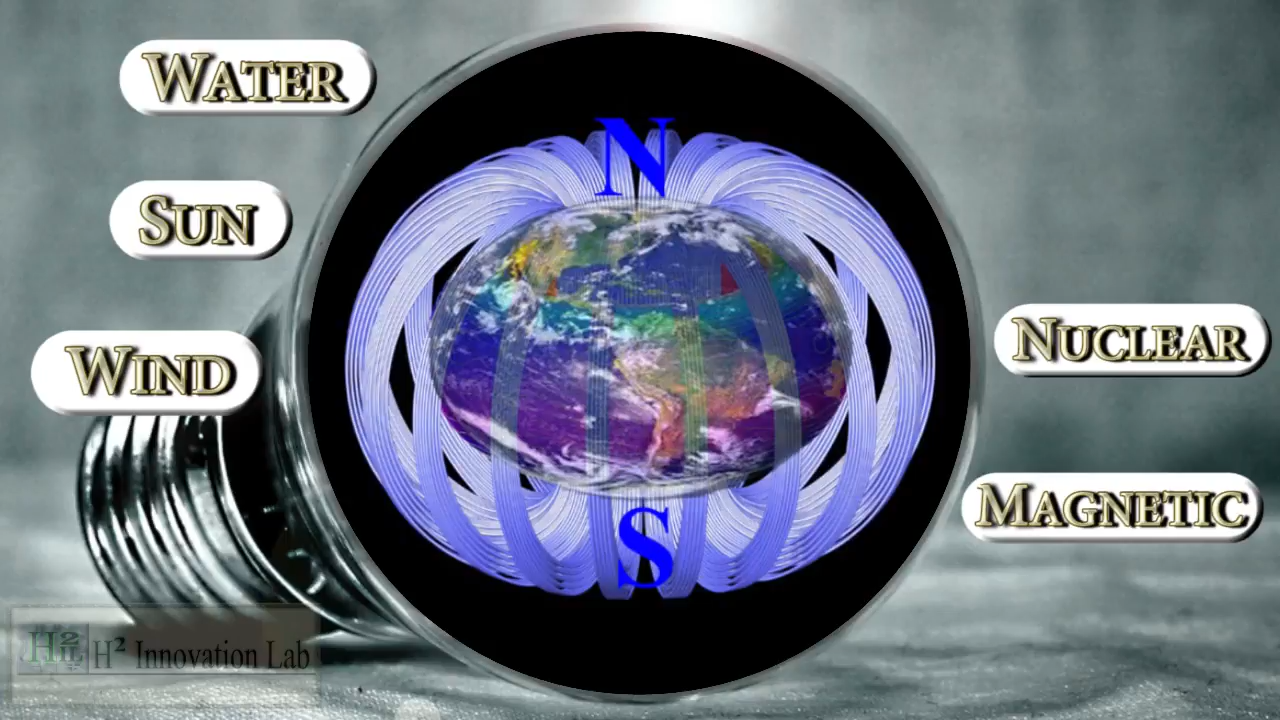 WATER
SUN
WIND
N
S
NUCLEAR
MAGNETIC
H² Innovation Lab